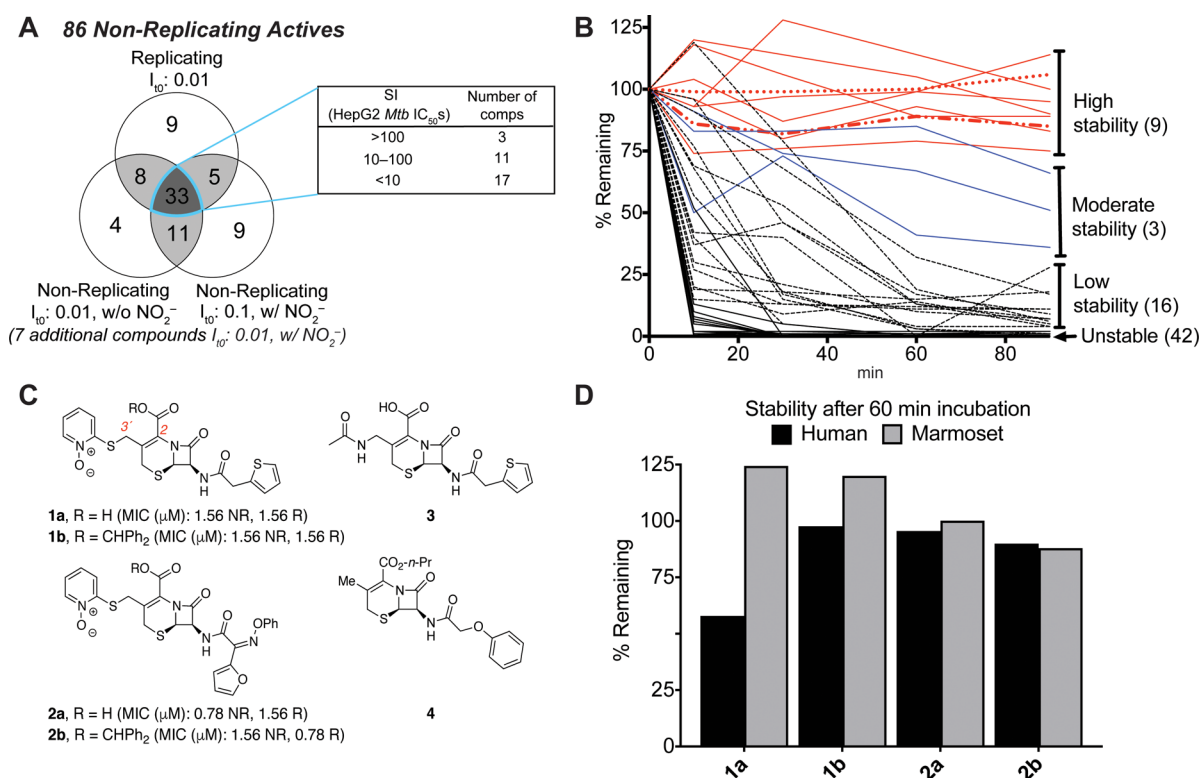 A 86 Non-Replicating Actives
Replicating
It0: 0.01
9
8
5
33
4
11
9
Non-Replicating
It0: 0.01, w/o NO2−
Non-Replicating
It0: 0.1, w/ NO2−
(7 additional compounds It0: 0.01, w/ NO2−)
SI
(HepG2 Mtb IC50s)
Number of
comps
>100 3
10–100 11
<10 17
B
% Remaining
125
100
75
50
25
0
0 20 40 60 80
min
High
stability (9)
Moderate
stability (3)
Low
stability (16)
Unstable (42)
C
RO O
3´ 2
N O
N S
O
S N
H
O
S
1a, R = H (MIC (μM): 1.56 NR, 1.56 R)
1b, R = CHPh2 (MIC (μM): 1.56 NR, 1.56 R)
HO O
O
N
H
N O
S N
H
O
S
3
RO O
N S
O
N O
S N
H
O
OPh
N
O
2a, R = H (MIC (μM): 0.78 NR, 1.56 R)
2b, R = CHPh2 (MIC (μM): 1.56 NR, 0.78 R)
CO2-n-Pr
Me
N O
S N
H
O
O
4
D
Stability after 60 min incubation
Human Marmoset
% Remaining
125
100
75
25
0
1a 1b 2a 2b